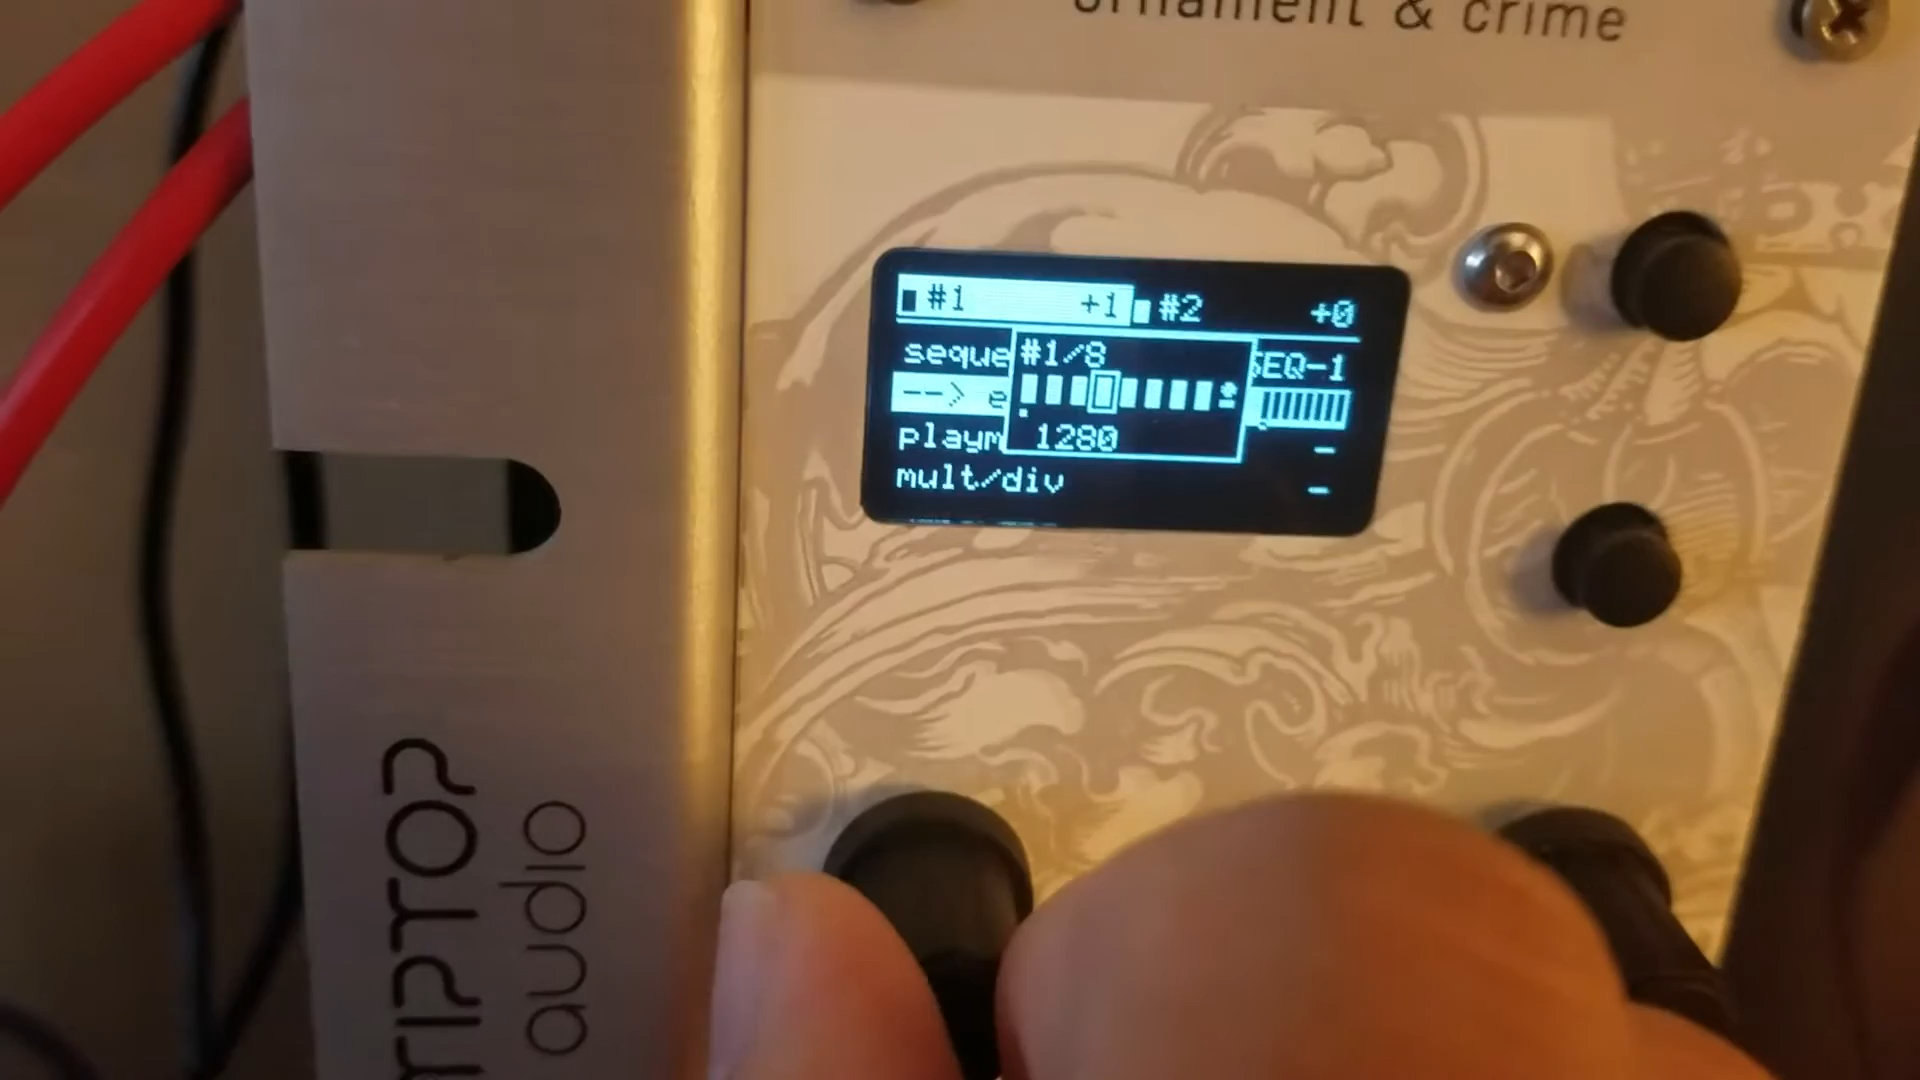 ornament & crime
#1 +1 #2 +0
seque #1/8 SEQ-1
--> e
playm 1280 -
mult/div -
TIPTOP
audio